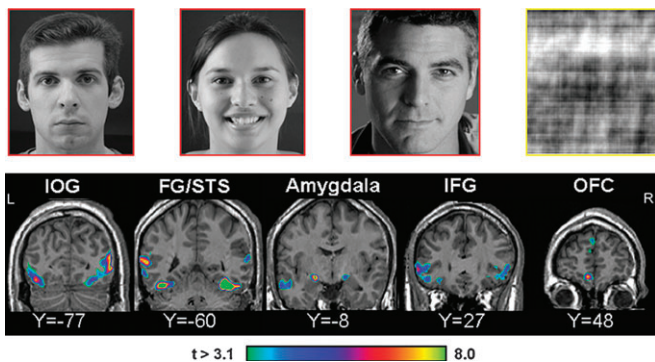 IOG FG/STS Amygdala IFG OFC
L R
Y=-77 Y=-60 Y=-8 Y=27 Y=48
t > 3.1 8.0